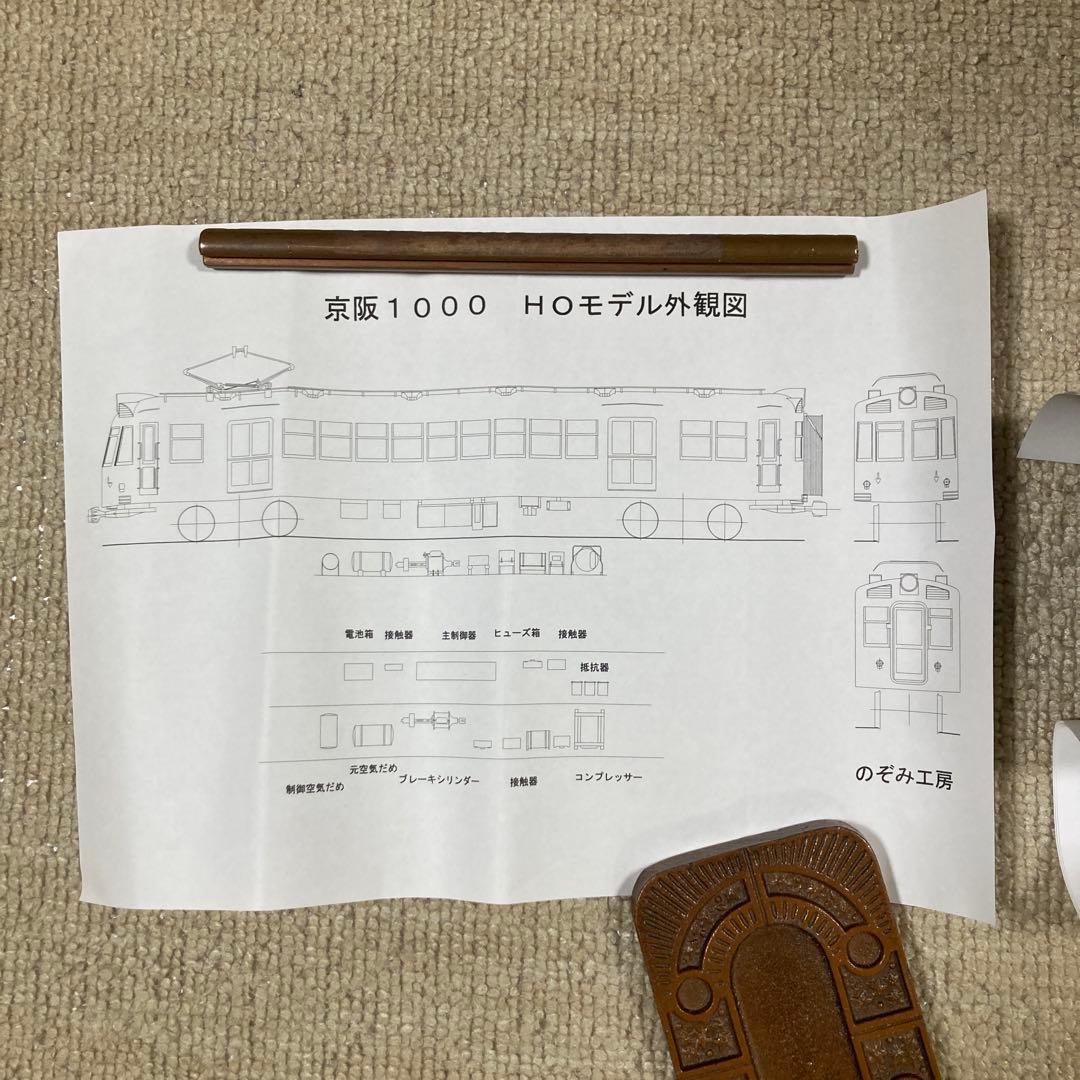 京阪１０００　ＨＯモデル外観図
電池箱 接触器 主制御器 ヒューズ箱 接触器
抵抗器
制御空気だめ 元空気だめ ブレーキシリンダー 接触器 コンプレッサー
のぞみ工房